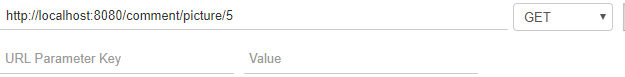 http://localhost:8080/comment/picture/5 GET
URL Parameter Key Value